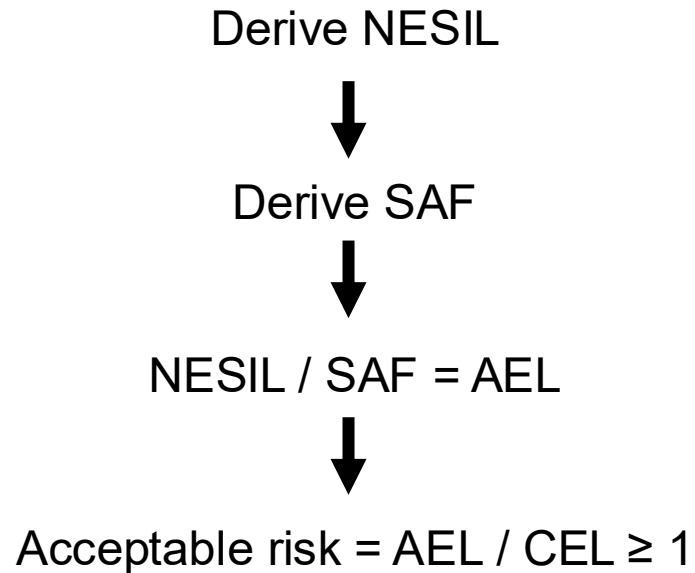 Derive NESIL
Derive SAF
NESIL / SAF = AEL
Acceptable risk = AEL / CEL ≥ 1